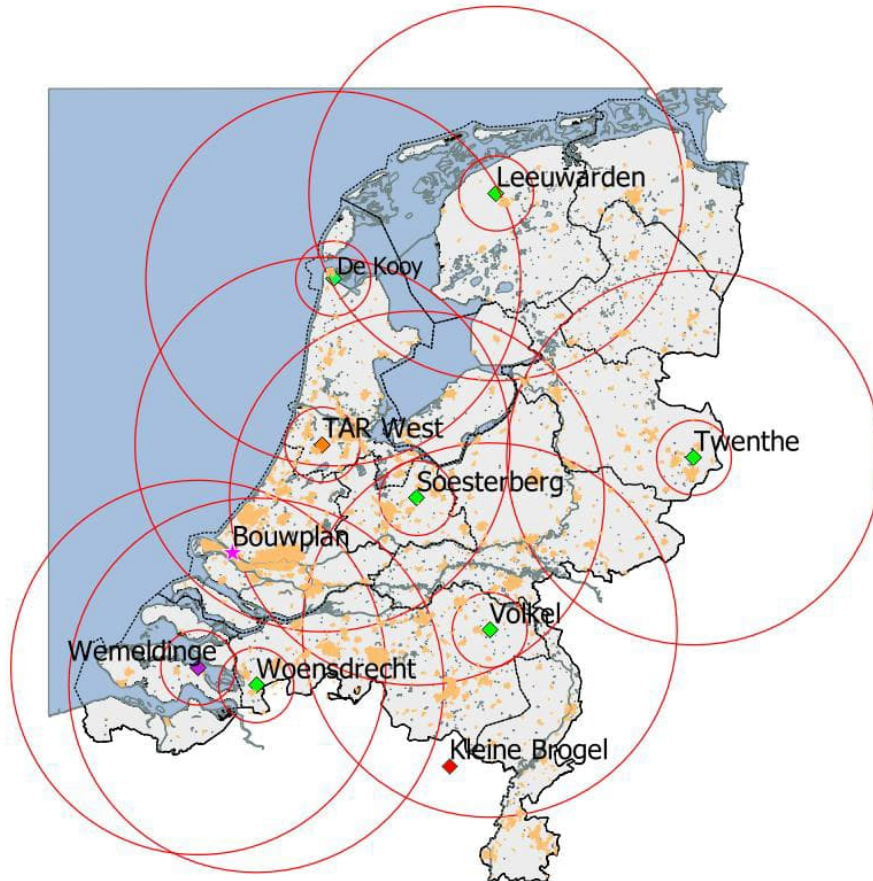 Leeuwarden
De Kooy
TAR West
Twenthe
Soesterberg
Bouwplan
Volkel
Wemeldinge
Woensdrecht
Kleine Brogel